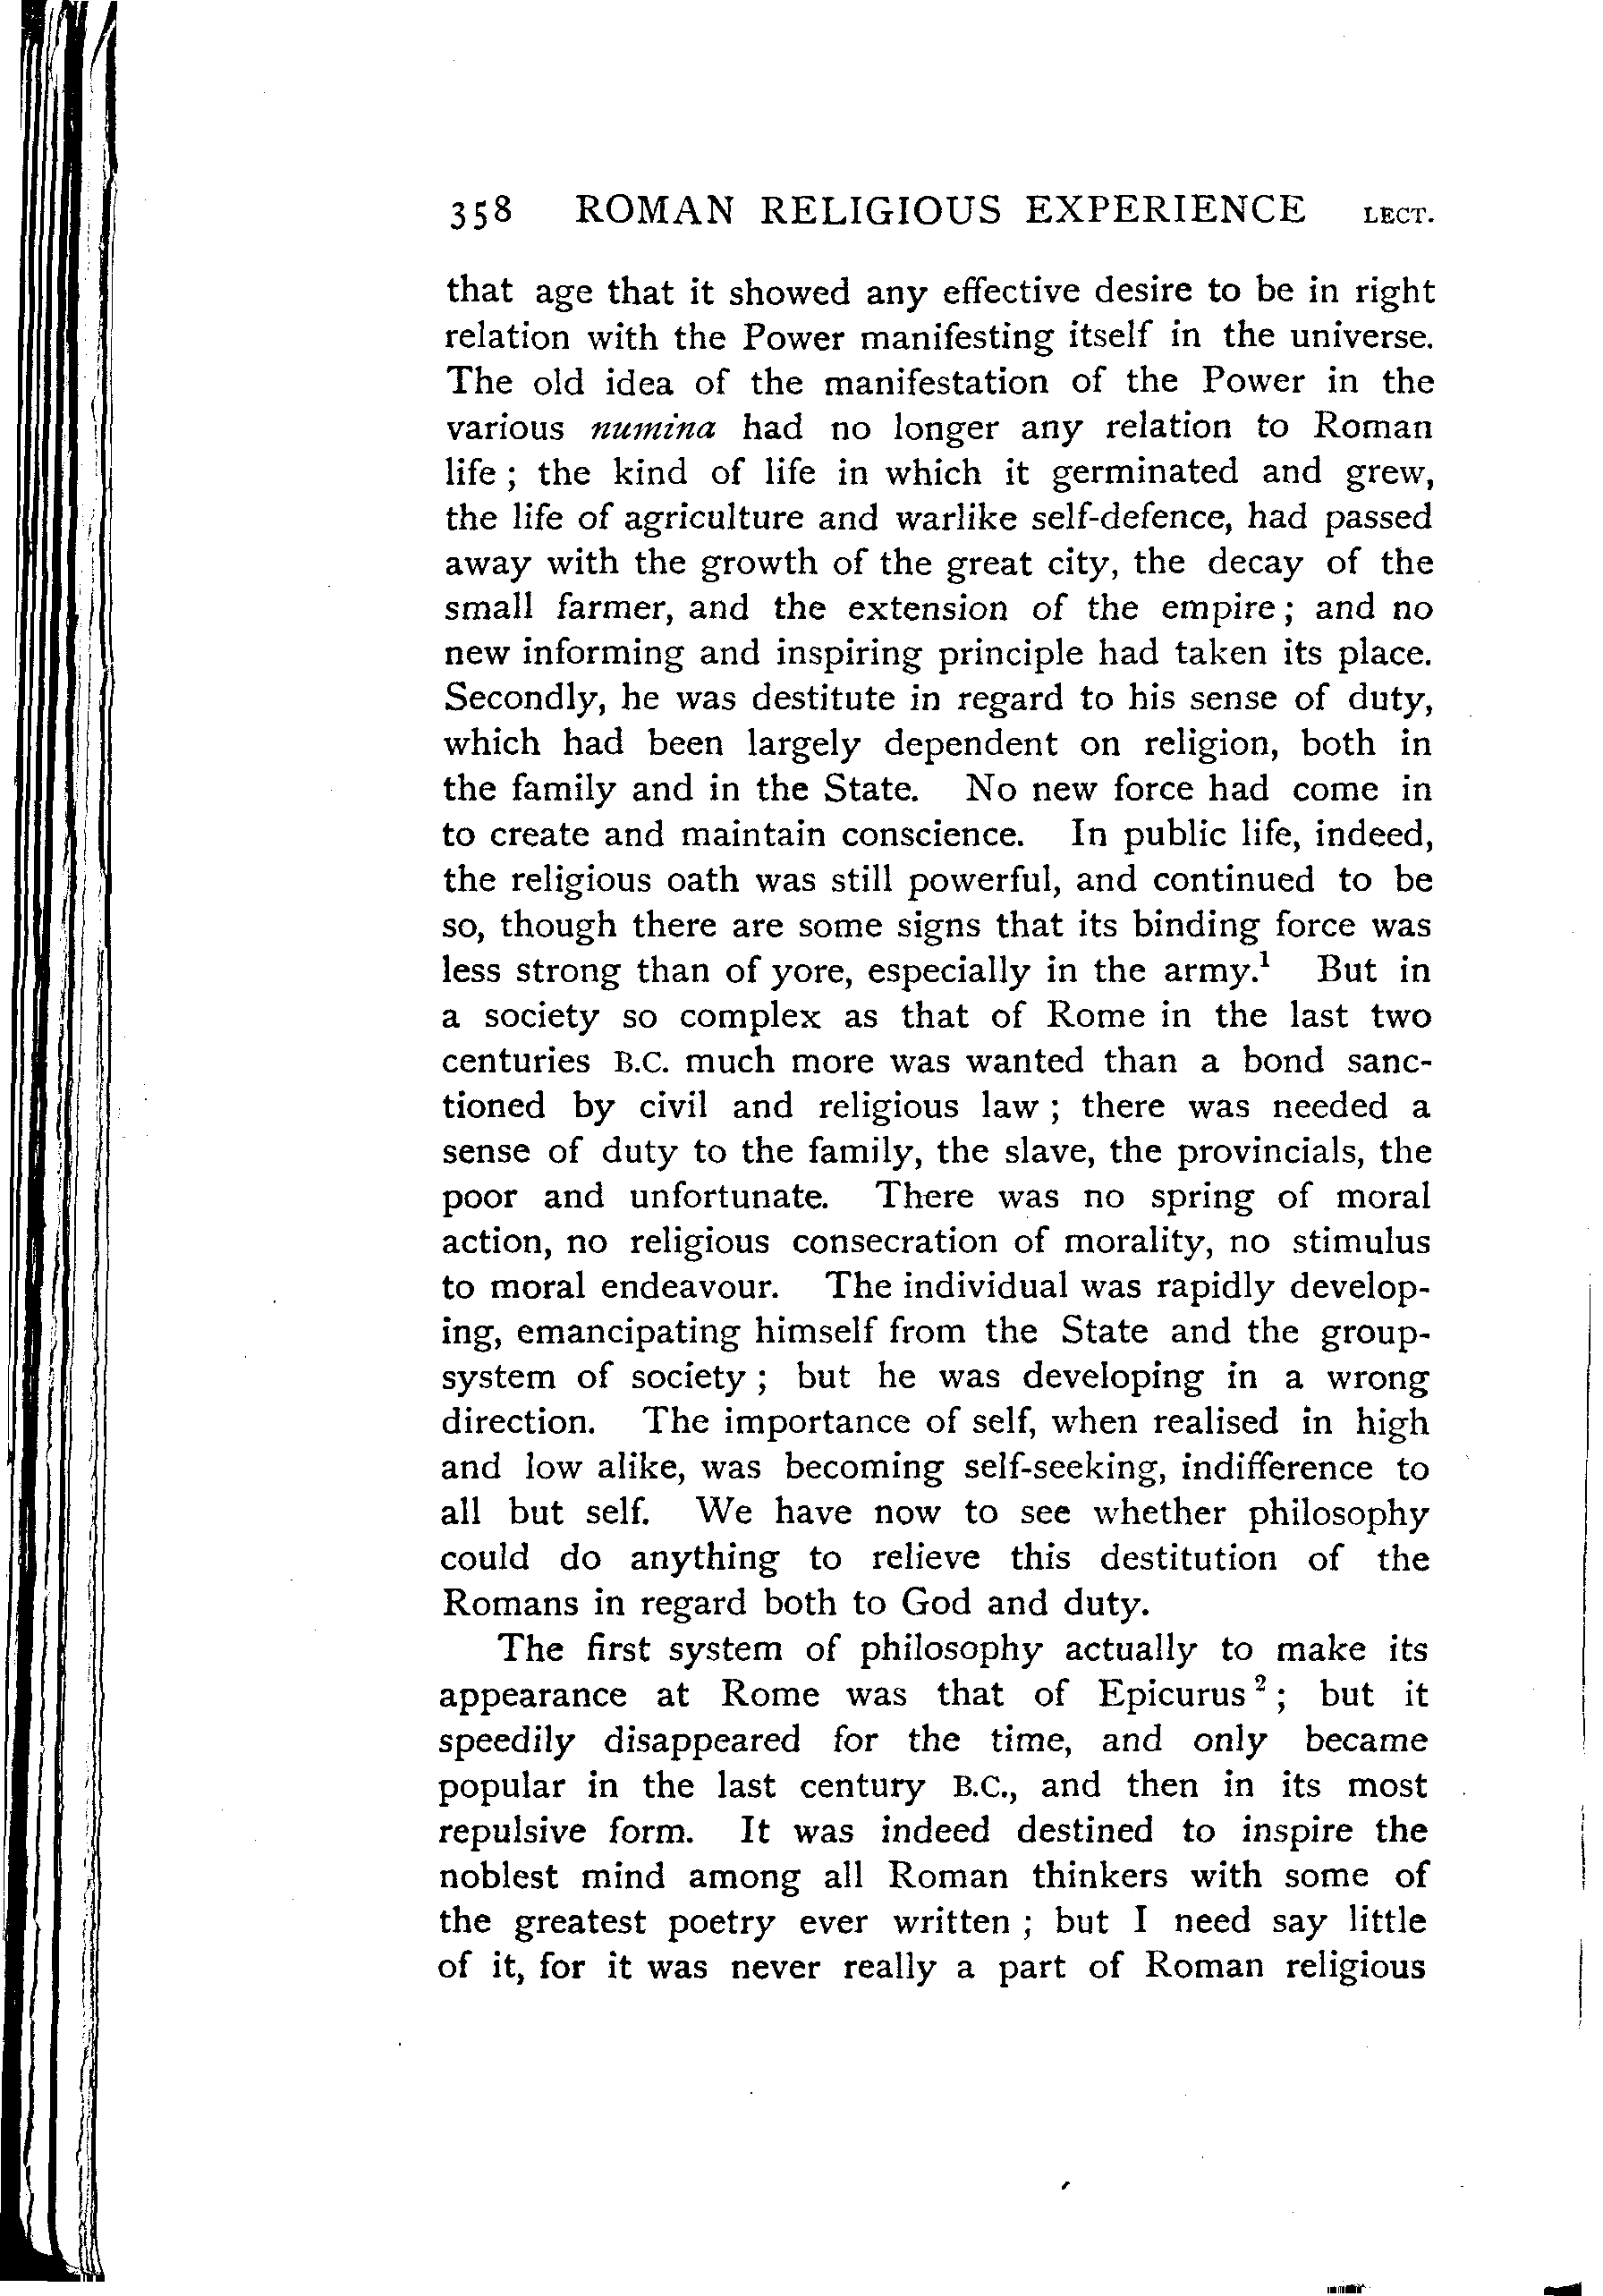 358 ROMAN RELIGIOUS EXPERIENCE LECT.
that age that it showed any effective desire to be in right
relation with the Power manifesting itself in the universe.
The old idea of the manifestation of the Power in the
various numina had no longer any relation to Roman
life ; the kind of life in which it germinated and grew,
the life of agriculture and warlike self-defence, had passed
away with the growth of the great city, the decay of the
small farmer, and the extension of the empire ; and no
new informing and inspiring principle had taken its place.
Secondly, he was destitute in regard to his sense of duty,
which had been largely dependent on religion, both in
the family and in the State. No new force had come in
to create and maintain conscience. In public life, indeed,
the religious oath was still powerful, and continued to be
so, though there are some signs that its binding force was
less strong than of yore, especially in the army.¹ But in
a society so complex as that of Rome in the last two
centuries B.C. much more was wanted than a bond sanc-
tioned by civil and religious law ; there was needed a
sense of duty to the family, the slave, the provincials, the
poor and unfortunate. There was no spring of moral
action, no religious consecration of morality, no stimulus
to moral endeavour. The individual was rapidly develop-
ing, emancipating himself from the State and the group-
system of society ; but he was developing in a wrong
direction. The importance of self, when realised in high
and low alike, was becoming self-seeking, indifference to
all but self. We have now to see whether philosophy
could do anything to relieve this destitution of the
Romans in regard both to God and duty.
The first system of philosophy actually to make its
appearance at Rome was that of Epicurus ² ; but it
speedily disappeared for the time, and only became
popular in the last century B.C., and then in its most
repulsive form. It was indeed destined to inspire the
noblest mind among all Roman thinkers with some of
the greatest poetry ever written ; but I need say little
of it, for it was never really a part of Roman religious